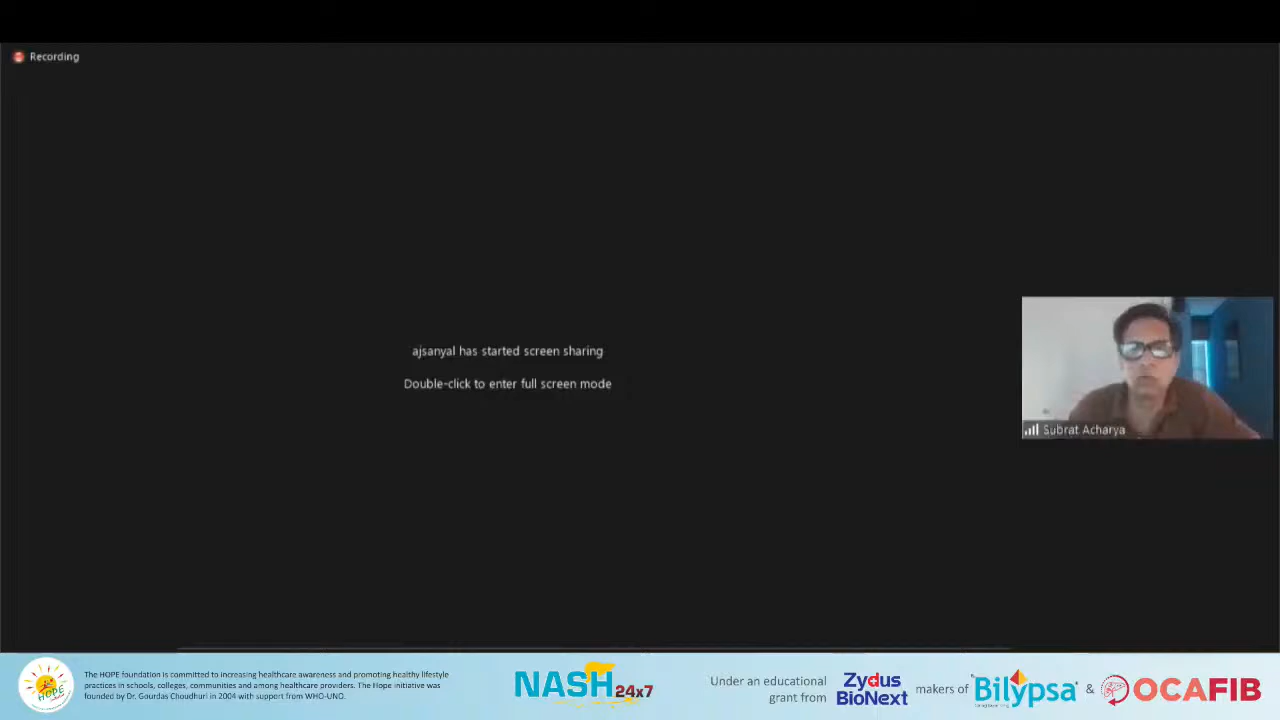 Recording
ajsanyal has started screen sharing
Double-click to enter full screen mode
Subrat Acharya
HOPE
The HOPE foundation is committed to increasing healthcare awareness and promoting healthy lifestyle
practices in schools, colleges, communities and among healthcare providers. The Hope initiative was
founded by Dr. Gourdas Choudhuri in 2004 with support from WHO-UNO.
NASH 24x7
Under an educational
grant from
Zydus
BioNext
makers of
Bilypsa
& OCAFIB